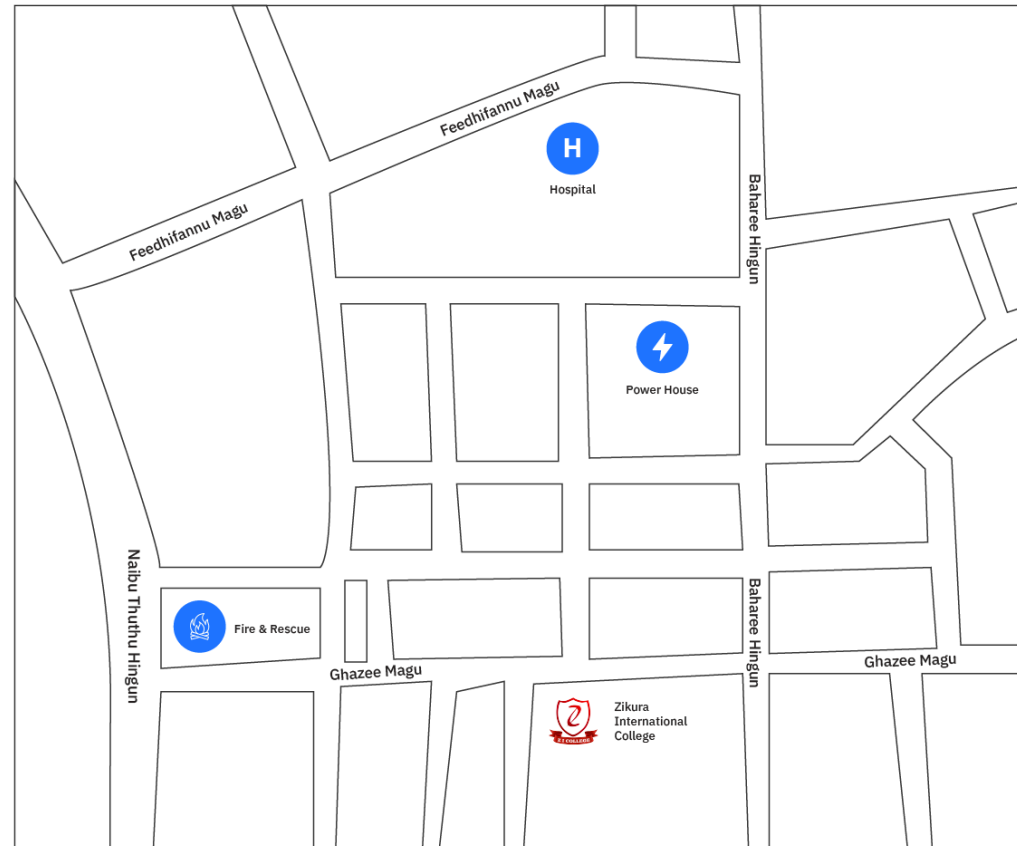 Feedhifannu Magu
H
Hospital
Feedhifannu Magu
Baharee Hingun
Power House
Naibu Thuthu Hingun
Fire & Rescue
Baharee Hingun
Ghazee Magu
Ghazee Magu
Z I COLLEGE
Zikura
International
College